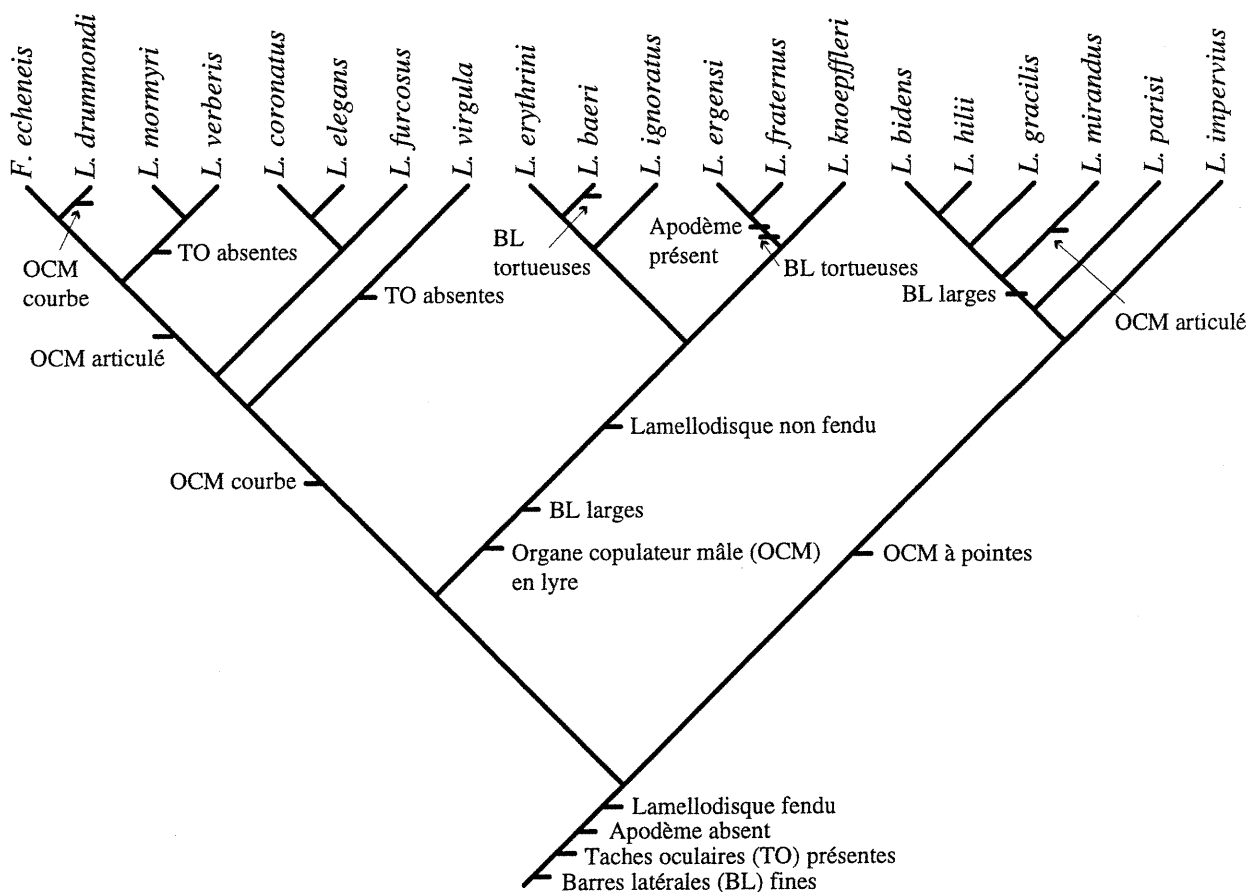 F. echeneis
L. drummondi
L. mormyri
L. verberis
L. coronatus
L. elegans
L. furcosus
L. virgula
L. erythrini
L. baeri
L. ignoratus
L. ergensi
L. fraternus
L. knoepffleri
L. bidens
L. hilii
L. gracilis
L. mirandus
L. parisi
L. impervius
OCM
courbe
TO absentes
BL
tortueuses
Apodème
présent
BL tortueuses
TO absentes
BL larges
OCM articulé
OCM articulé
Lamellodisque non fendu
OCM courbe
BL larges
Organe copulateur mâle (OCM)
en lyre
OCM à pointes
Lamellodisque fendu
Apodème absent
Taches oculaires (TO) présentes
Barres latérales (BL) fines